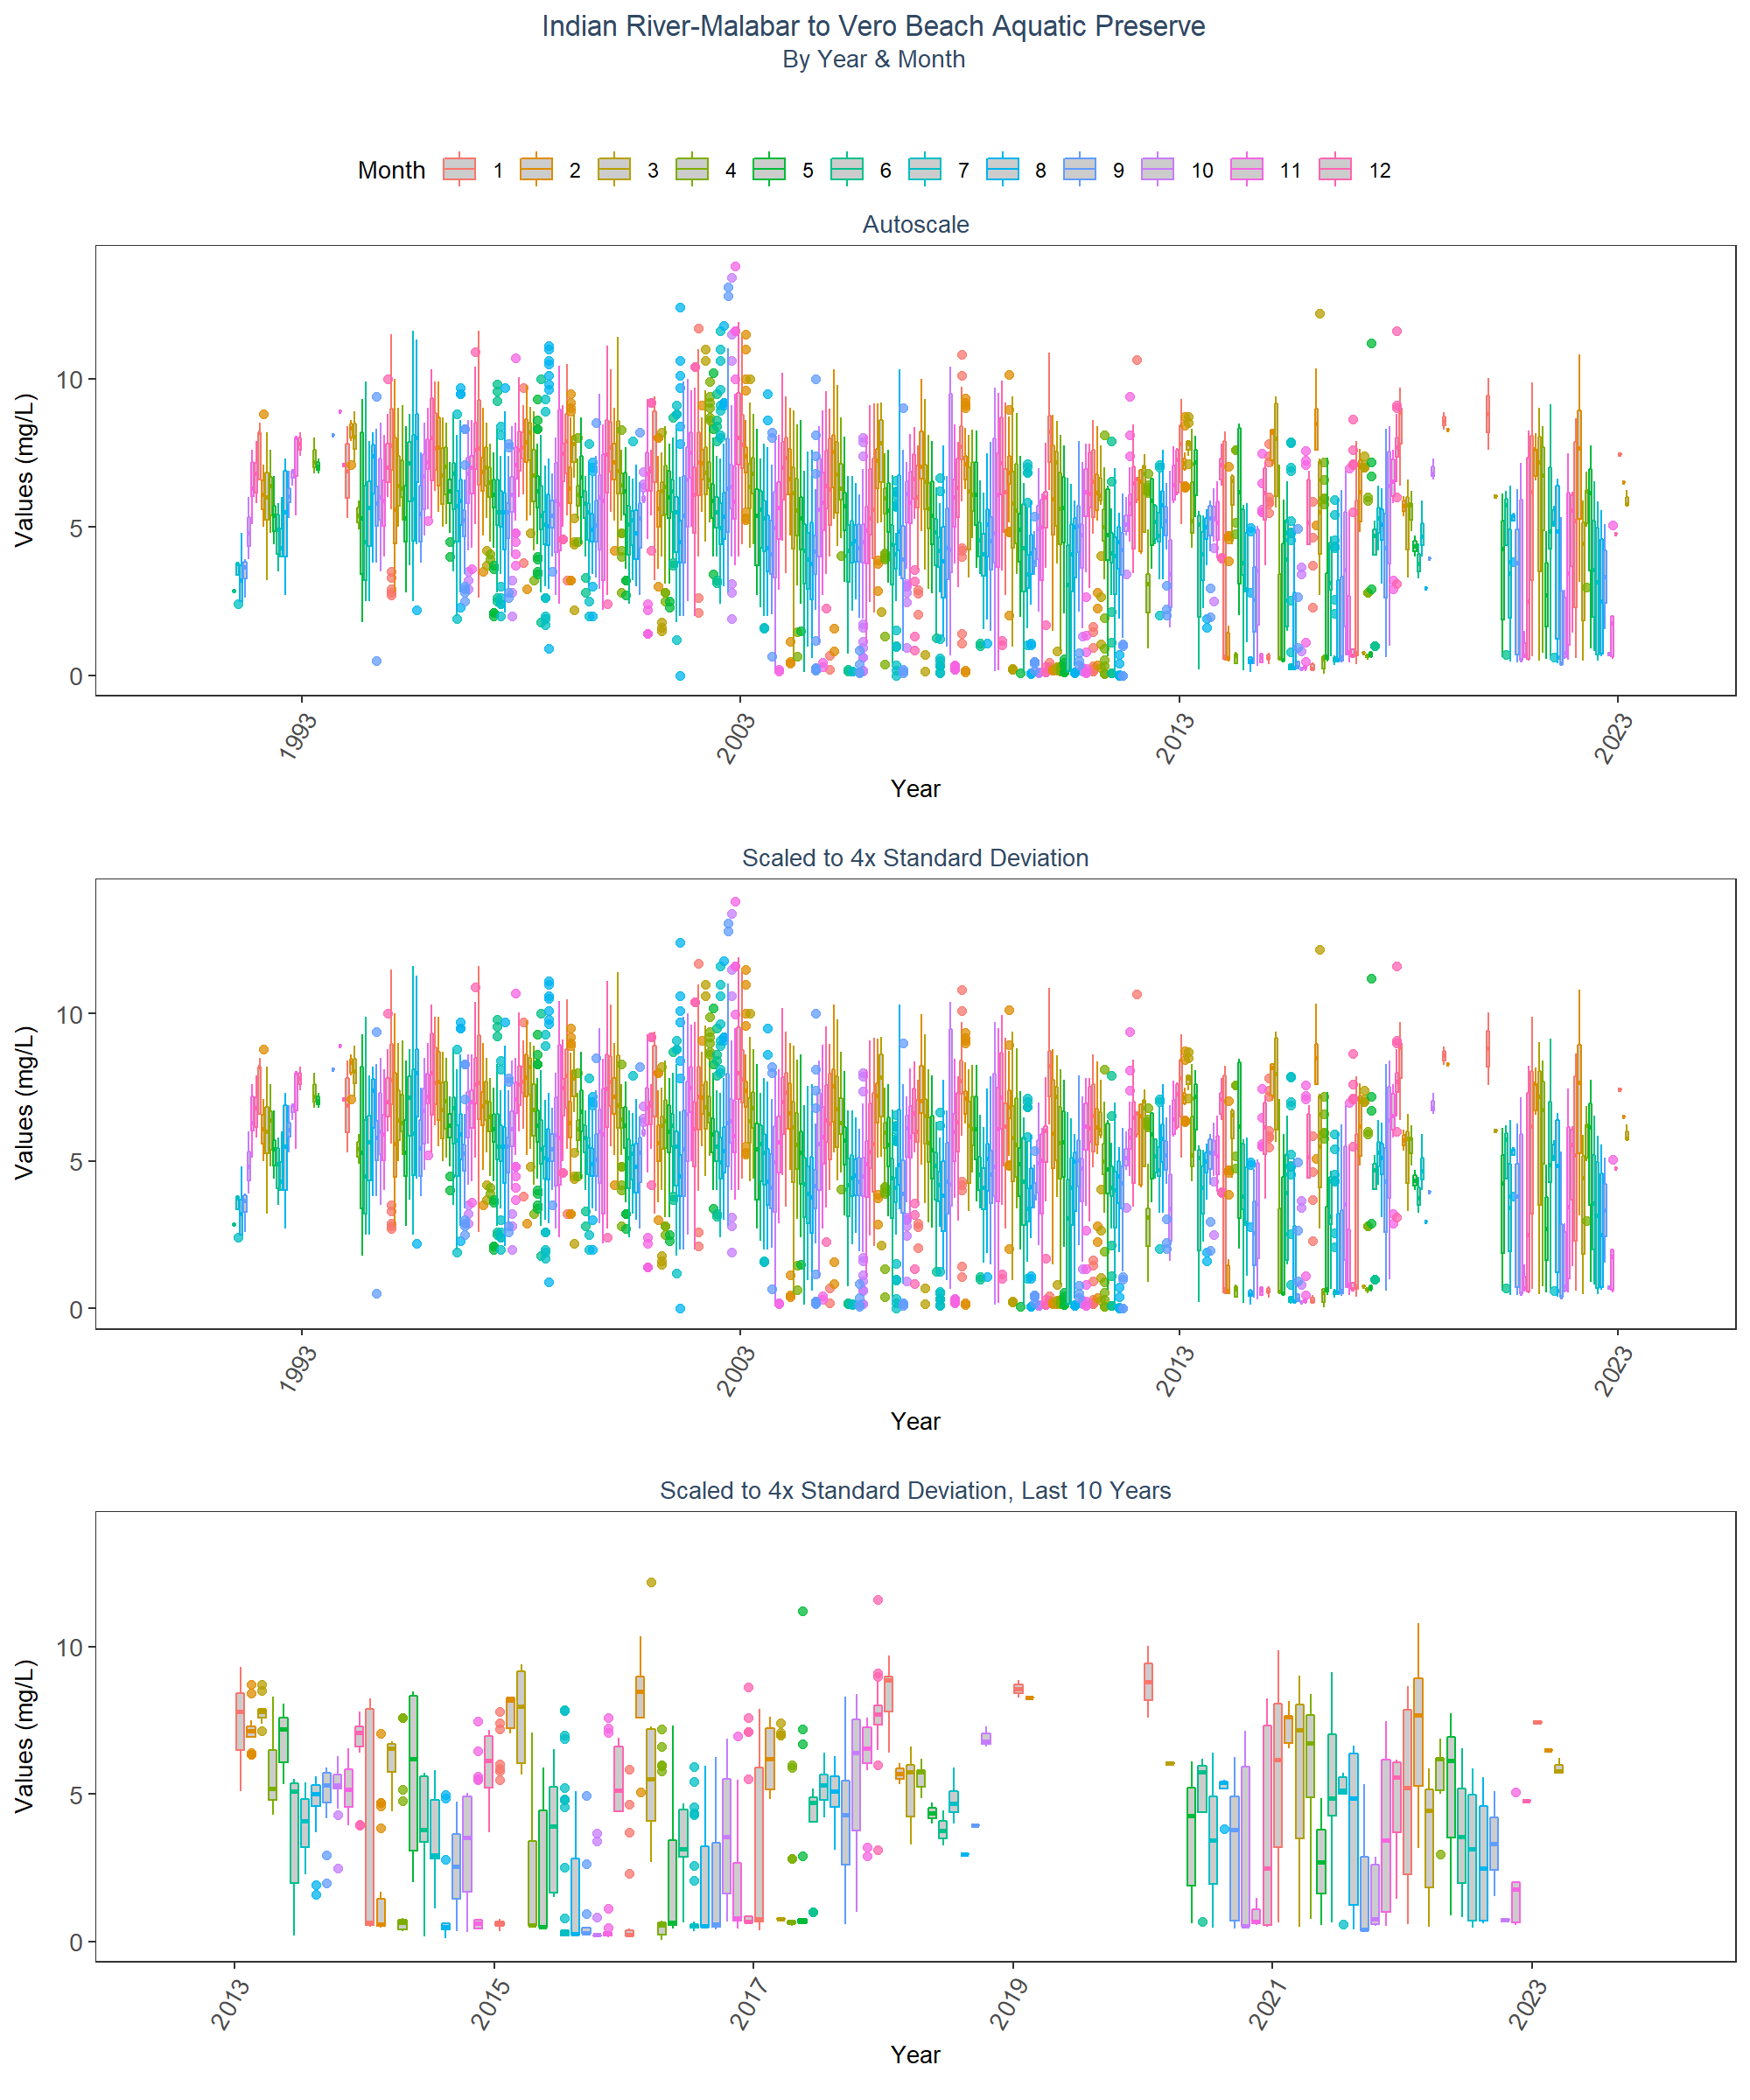 Indian River-Malabar to Vero Beach Aquatic Preserve
By Year & Month
Month 1 2 3 4 5 6 7 8 9 10 11 12
Autoscale
Values (mg/L)
10
5
0
1993 2003 2013 2023
Year
Scaled to 4x Standard Deviation
Values (mg/L)
10
5
0
1993 2003 2013 2023
Year
Scaled to 4x Standard Deviation, Last 10 Years
Values (mg/L)
10
5
0
2013 2015 2017 2019 2021 2023
Year